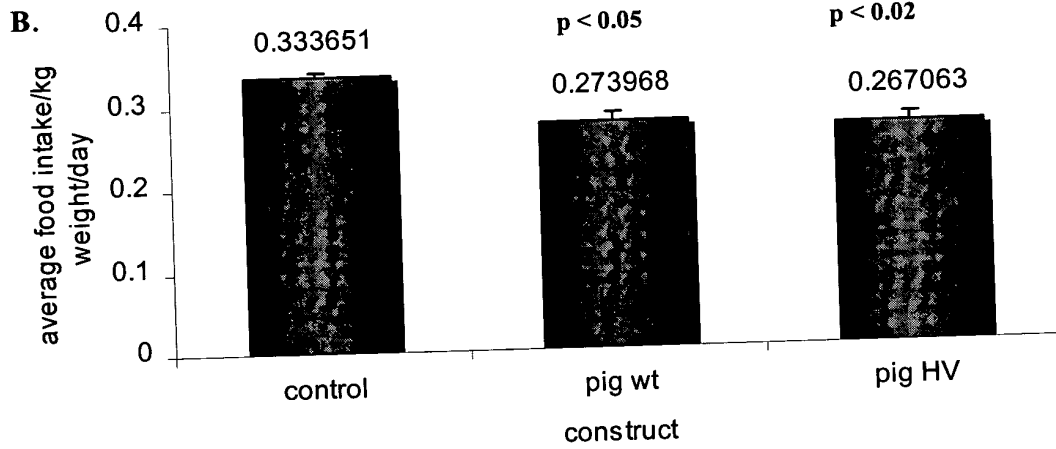 B.
p < 0.05
p < 0.02
0.4
0.333651
0.273968
0.267063
0.3
0.2
0.1
0
average food intake/kg
weight/day
control
pig wt
pig HV
construct